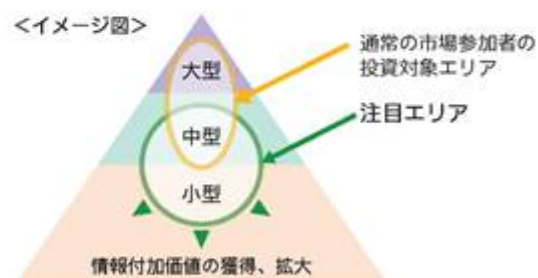 ＜イメージ図＞
通常の市場参加者の
投資対象エリア
大型
注目エリア
中型
小型
情報付加価値の獲得、拡大